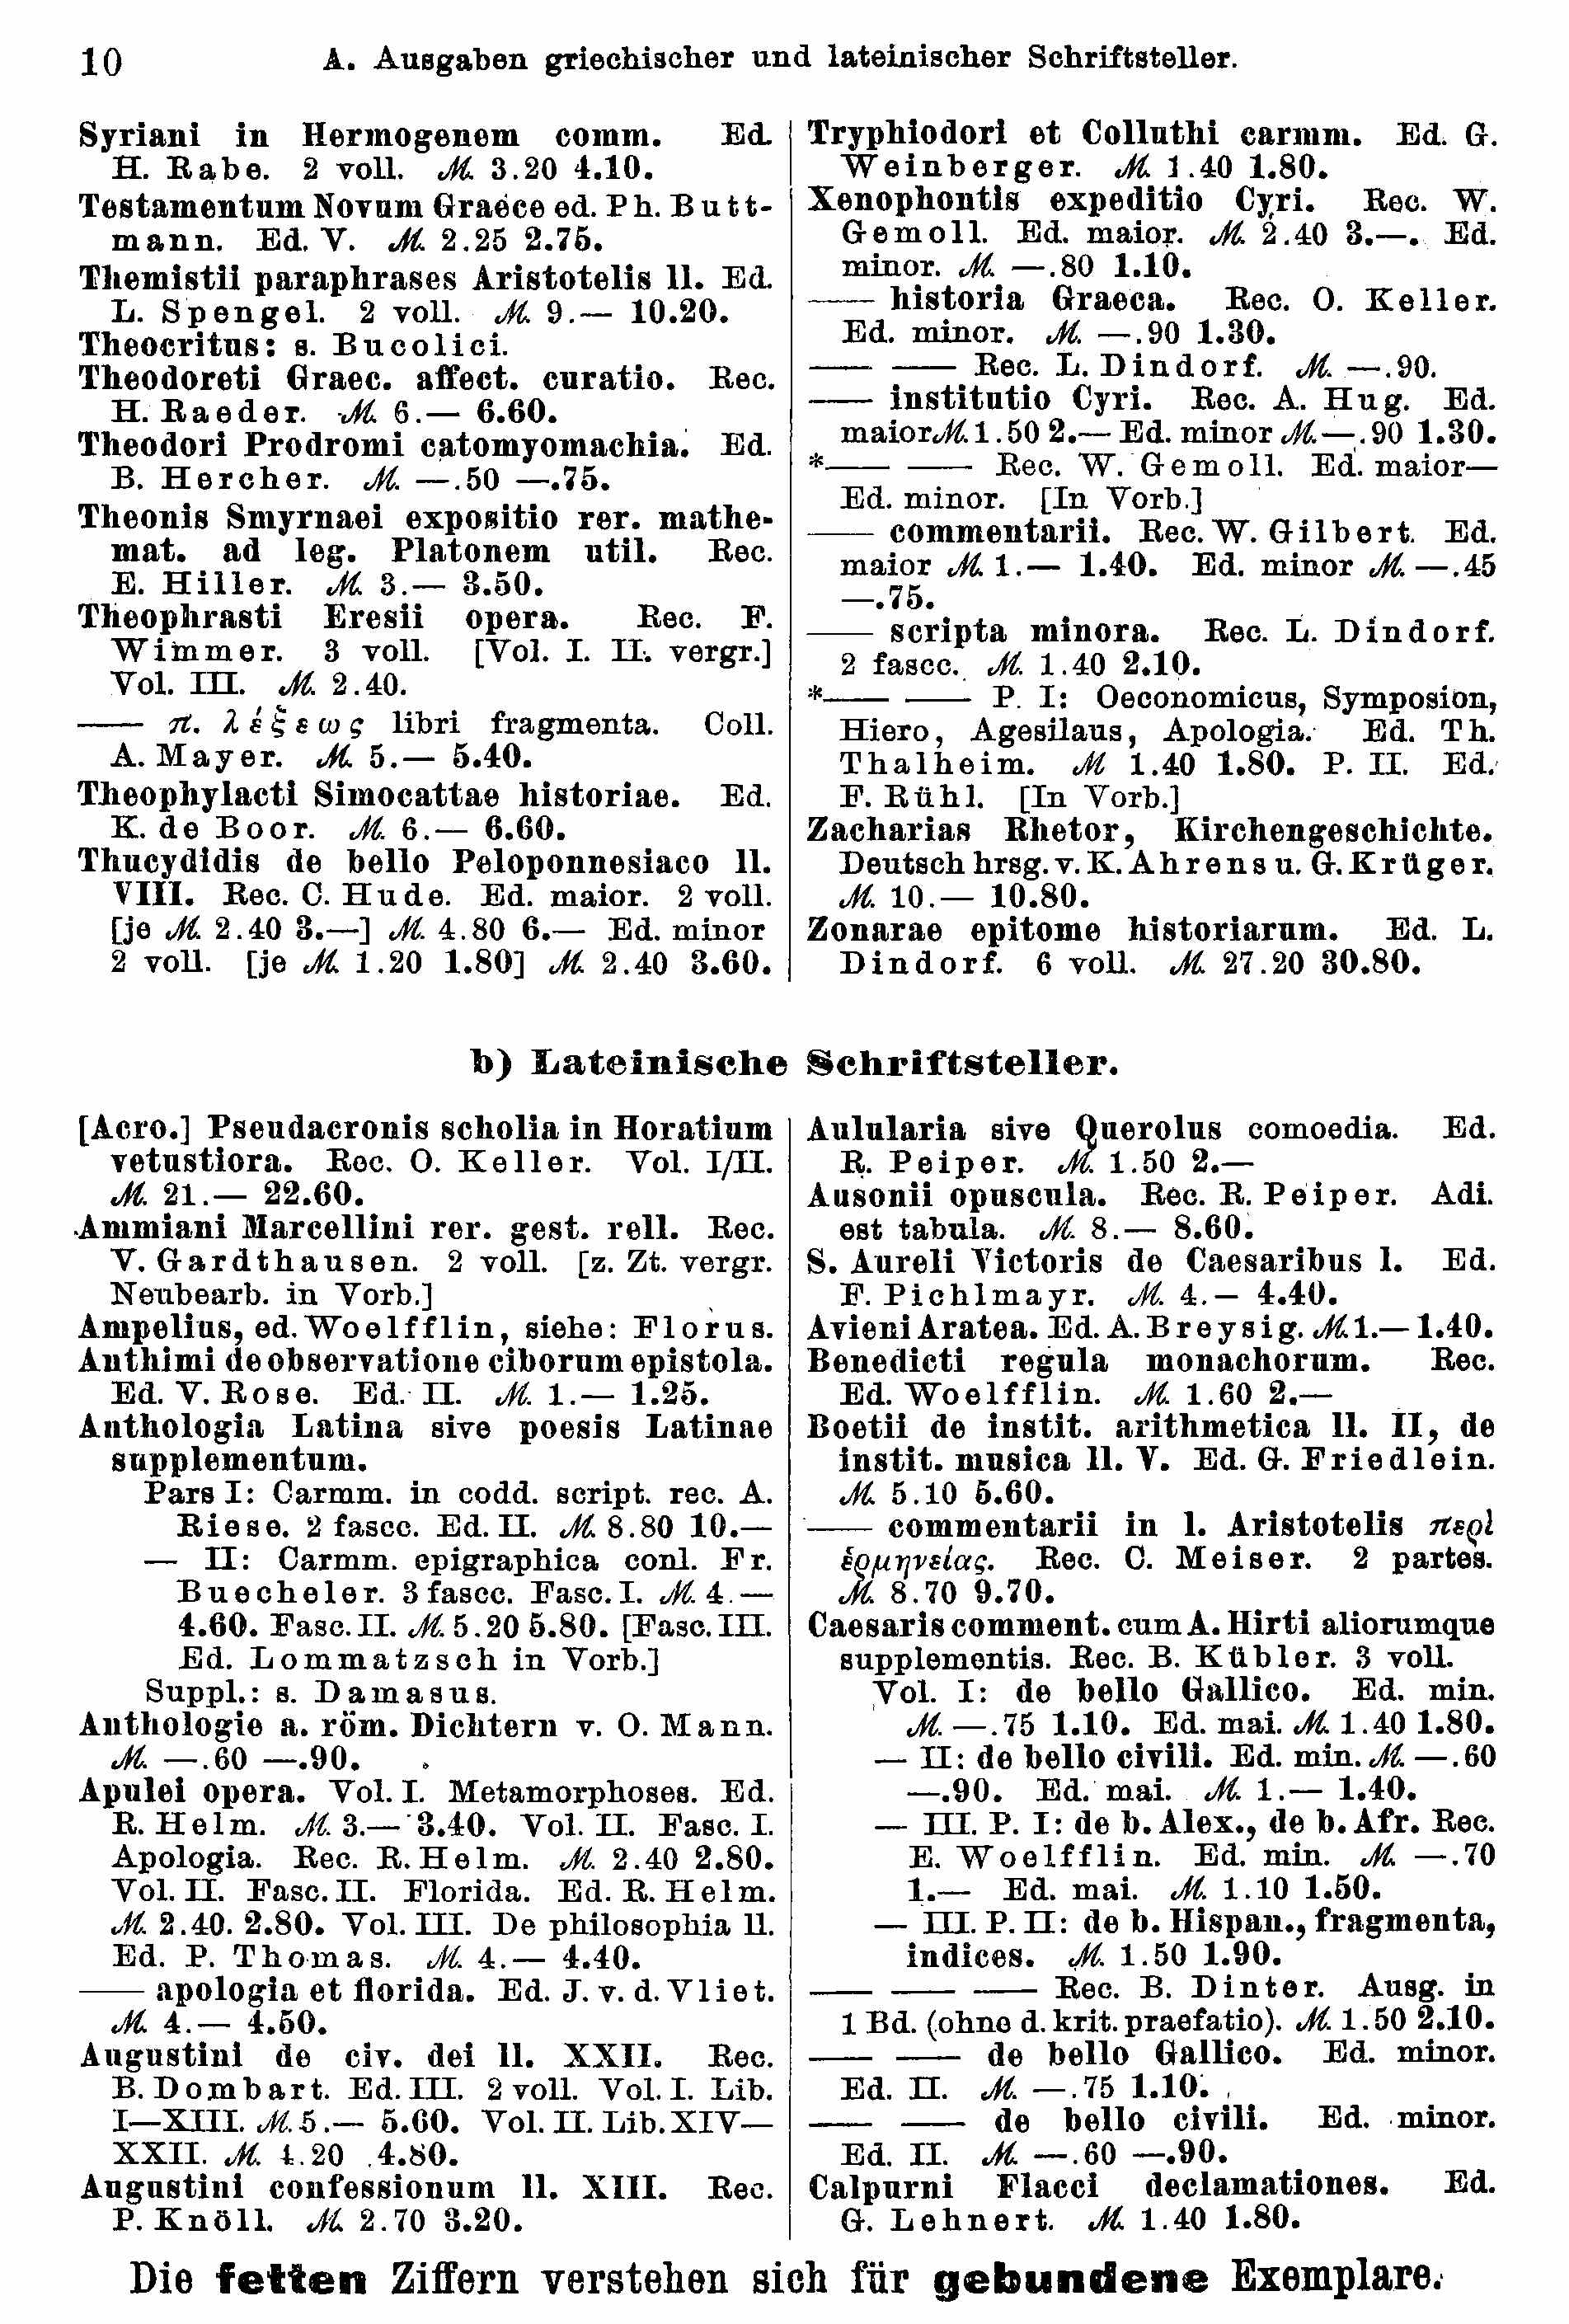 10
A. Ausgaben griechischer und lateinischer Schriftsteller.
Syriani in Hermogenem comm. Ed.
H. Rabe. 2 voll. ℳ 3.20 4.10.
Testamentum Novum Graece ed. Ph. Butt-
mann. Ed. V. ℳ 2.25 2.75.
Themistii paraphrases Aristotelis ll. Ed.
L. Spengel. 2 voll. ℳ 9.— 10.20.
Theocritus: s. Bucolici.
Theodoreti Graec. affect. curatio. Rec.
H. Raeder. ℳ 6.— 6.60.
Theodori Prodromi catomyomachia. Ed.
B. Hercher. ℳ —.50 —.75.
Theonis Smyrnaei expositio rer. mathe-
mat. ad leg. Platonem util. Rec.
E. Hiller. ℳ 3.— 3.50.
Theophrasti Eresii opera. Rec. F.
Wimmer. 3 voll. [Vol. I. II. vergr.]
Vol. III. ℳ 2.40.
—— π. λέξεως libri fragmenta. Coll.
A. Mayer. ℳ 5.— 5.40.
Theophylacti Simocattae historiae. Ed.
K. de Boor. ℳ 6.— 6.60.
Thucydidis de bello Peloponnesiaco ll.
VIII. Rec. C. Hude. Ed. maior. 2 voll.
[je ℳ 2.40 3.—] ℳ 4.80 6.— Ed. minor
2 voll. [je ℳ 1.20 1.80] ℳ 2.40 3.60.
Tryphiodori et Colluthi carmm. Ed. G.
Weinberger. ℳ 1.40 1.80.
Xenophontis expeditio Cyri. Rec. W.
Gemoll. Ed. maior. ℳ 2.40 3.—. Ed.
minor. ℳ —.80 1.10.
—— historia Graeca. Rec. O. Keller.
Ed. minor. ℳ —.90 1.30.
—— —— Rec. L. Dindorf. ℳ —.90.
—— institutio Cyri. Rec. A. Hug. Ed.
maior ℳ 1.50 2.— Ed. minor ℳ —.90 1.30.
*—— —— Rec. W. Gemoll. Ed. maior—
Ed. minor. [In Vorb.]
—— commentarii. Rec. W. Gilbert. Ed.
maior ℳ 1.— 1.40. Ed. minor ℳ —.45
—.75.
—— scripta minora. Rec. L. Dindorf.
2 fascc. ℳ 1.40 2.10.
*—— —— P. I: Oeconomicus, Symposion,
Hiero, Agesilaus, Apologia. Ed. Th.
Thalheim. ℳ 1.40 1.80. P. II. Ed.
F. Rühl. [In Vorb.]
Zacharias Rhetor, Kirchengeschichte.
Deutsch hrsg. v. K. Ahrens u. G. Krüger.
ℳ 10.— 10.80.
Zonarae epitome historiarum. Ed. L.
Dindorf. 6 voll. ℳ 27.20 30.80.
b) Lateinische Schriftsteller.
[Acro.] Pseudacronis scholia in Horatium
vetustiora. Rec. O. Keller. Vol. I/II.
ℳ 21.— 22.60.
Ammiani Marcellini rer. gest. rell. Rec.
V. Gardthausen. 2 voll. [z. Zt. vergr.
Neubearb. in Vorb.]
Ampelius, ed. Woelfflin, siehe: Florus.
Anthimi de observatione ciborum epistola.
Ed. V. Rose. Ed. II. ℳ 1.— 1.25.
Anthologia Latina sive poesis Latinae
supplementum.
Pars I: Carmm. in codd. script. rec. A.
Riese. 2 fascc. Ed. II. ℳ 8.80 10.—
— II: Carmm. epigraphica conl. Fr.
Buecheler. 3 fascc. Fasc. I. ℳ 4.—
4.60. Fasc. II. ℳ 5.20 5.80. [Fasc. III.
Ed. Lommatzsch in Vorb.]
Suppl.: s. Damasus.
Anthologie a. röm. Dichtern v. O. Mann.
ℳ —.60 —.90.
Apulei opera. Vol. I. Metamorphoses. Ed.
R. Helm. ℳ 3.— 3.40. Vol. II. Fasc. I.
Apologia. Rec. R. Helm. ℳ 2.40 2.80.
Vol. II. Fasc. II. Florida. Ed. R. Helm.
ℳ 2.40. 2.80. Vol. III. De philosophia ll.
Ed. P. Thomas. ℳ 4.— 4.40.
—— apologia et florida. Ed. J. v. d. Vliet.
ℳ 4.— 4.50.
Augustini de civ. dei ll. XXII. Rec.
B. Dombart. Ed. III. 2 voll. Vol. I. Lib.
I—XIII. ℳ 5.— 5.60. Vol. II. Lib. XIV—
XXII. ℳ 4.20 4.80.
Augustini confessionum ll. XIII. Rec.
P. Knöll. ℳ 2.70 3.20.
Aulularia sive Querolus comoedia. Ed.
R. Peiper. ℳ 1.50 2.—
Ausonii opuscula. Rec. R. Peiper. Adi.
est tabula. ℳ 8.— 8.60.
S. Aureli Victoris de Caesaribus l. Ed.
F. Pichlmayr. ℳ 4.— 4.40.
Avieni Aratea. Ed. A. Breysig. ℳ 1.— 1.40.
Benedicti regula monachorum. Rec.
Ed. Woelfflin. ℳ 1.60 2.—
Boetii de instit. arithmetica ll. II, de
instit. musica ll. V. Ed. G. Friedlein.
ℳ 5.10 5.60.
—— commentarii in l. Aristotelis περὶ
ἑρμηνείας. Rec. C. Meiser. 2 partes.
ℳ 8.70 9.70.
Caesaris comment. cum A. Hirti aliorumque
supplementis. Rec. B. Kübler. 3 voll.
Vol. I: de bello Gallico. Ed. min.
ℳ —.75 1.10. Ed. mai. ℳ 1.40 1.80.
— II: de bello civili. Ed. min. ℳ —.60
—.90. Ed. mai. ℳ 1.— 1.40.
— III. P. I: de b. Alex., de b. Afr. Rec.
E. Woelfflin. Ed. min. ℳ —.70
1.— Ed. mai. ℳ 1.10 1.50.
— III. P. II: de b. Hispan., fragmenta,
indices. ℳ 1.50 1.90.
—— —— —— Rec. B. Dinter. Ausg. in
1 Bd. (ohne d. krit. praefatio). ℳ 1.50 2.10.
—— —— de bello Gallico. Ed. minor.
Ed. II. ℳ —.75 1.10.
—— —— de bello civili. Ed. minor.
Ed. II. ℳ —.60 —.90.
Calpurni Flacci declamationes. Ed.
G. Lehnert. ℳ 1.40 1.80.
Die fetten Ziffern verstehen sich für gebundene Exemplare.